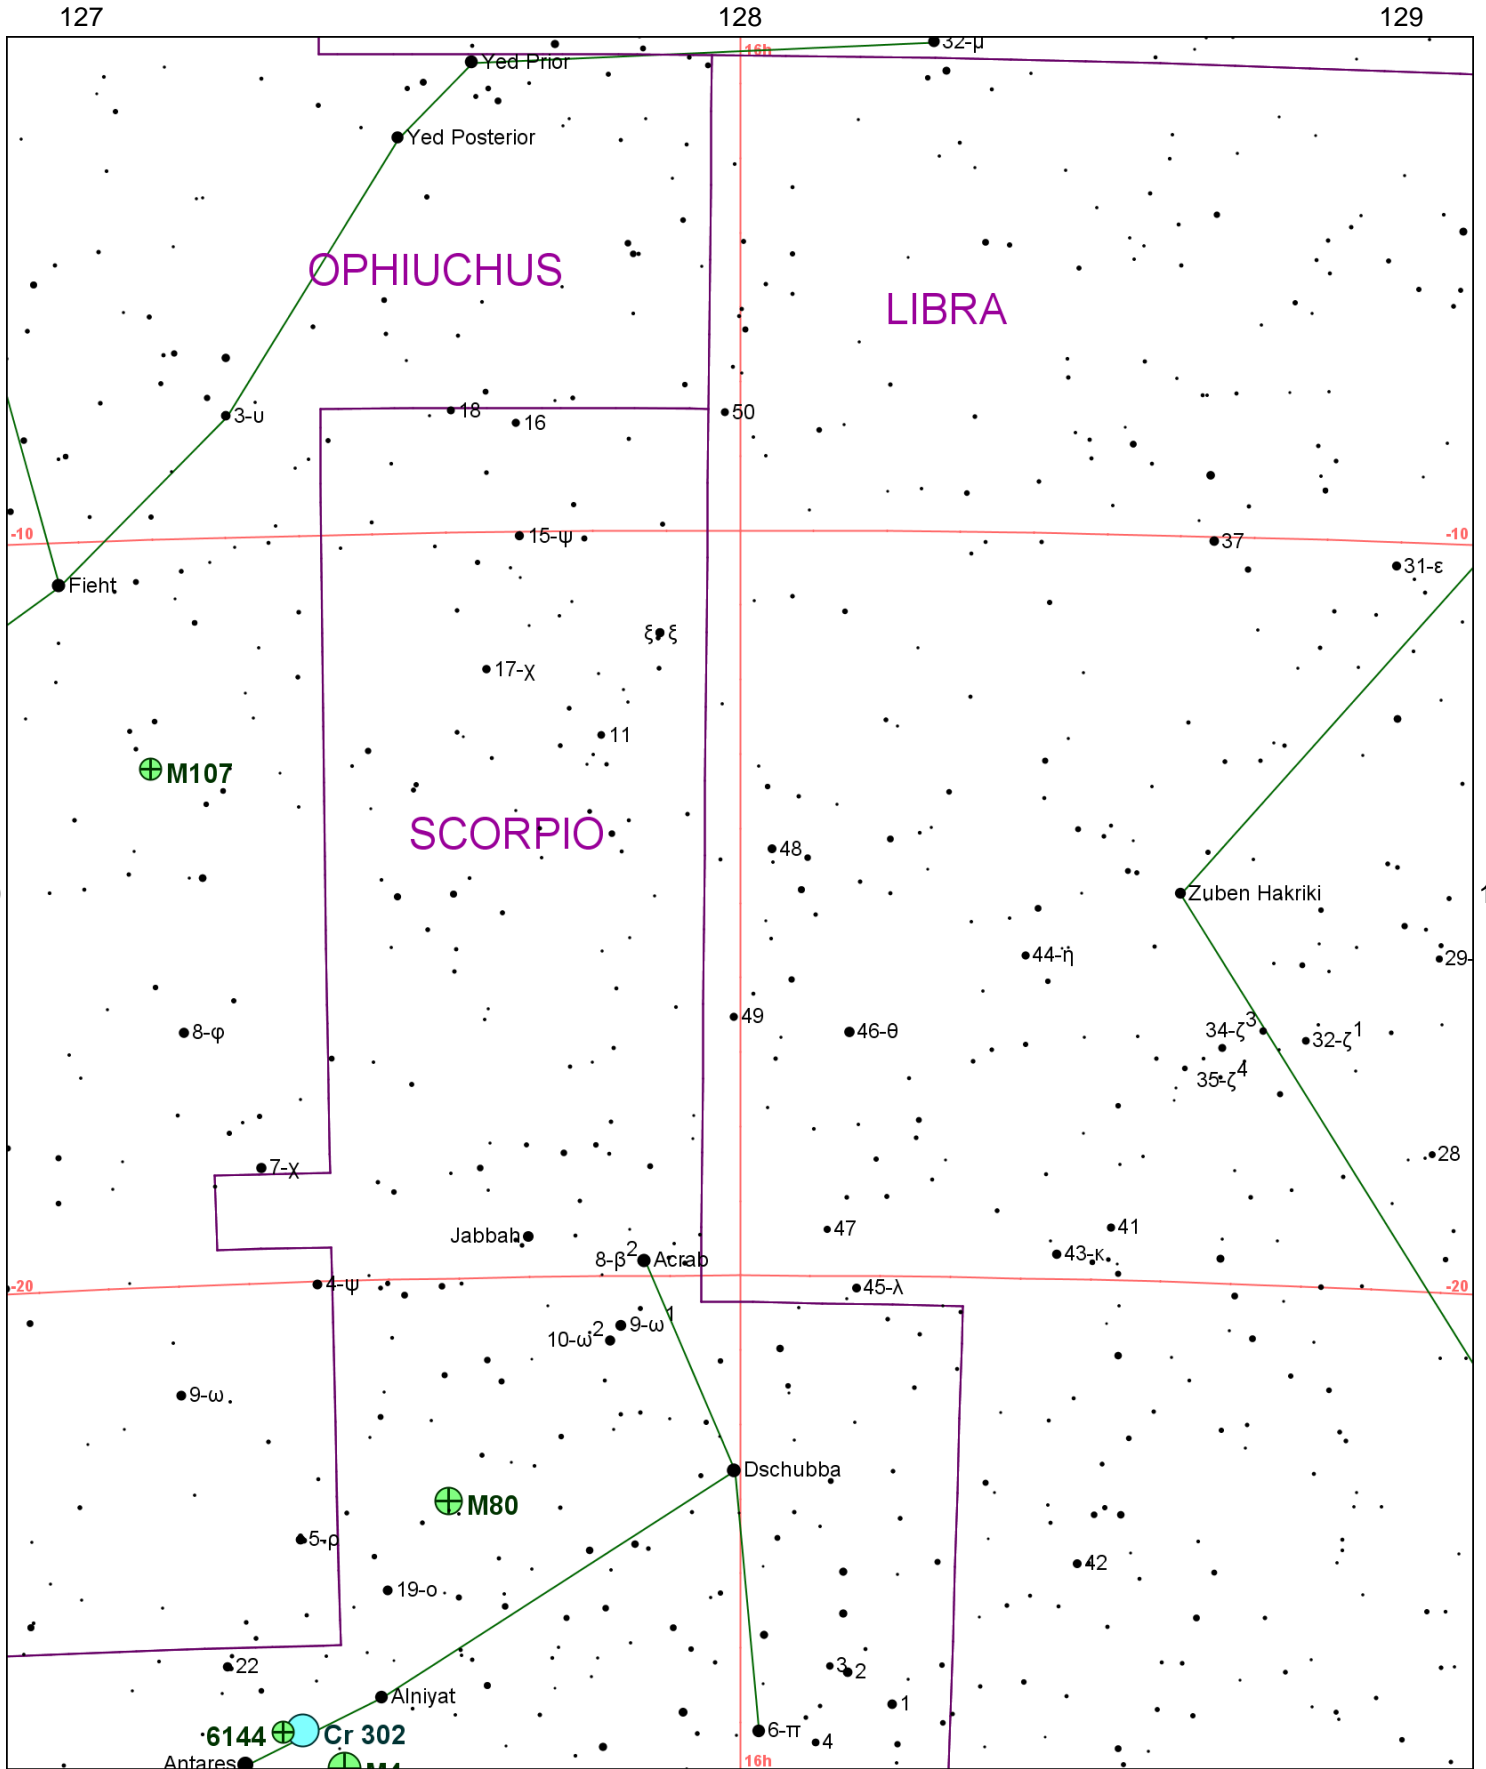 127 128 129
16h
32-μ
Yed Prior
Yed Posterior
OPHIUCHUS
LIBRA
3-υ
18
16
50
-10
-10
15-ψ
37
31-ε
Fieht
ξ ξ
17-χ
11
M107
SCORPIO
48
Zuben Hakriki
44-η
29-
49
8-φ
46-θ
34-ζ3
32-ζ1
35-ζ4
28
7-χ
47
41
Jabbah
43-κ
8-β2
Acrab
-20
-20
4-ψ
45-λ
1
9-ω
10-ω2
9-ω
Dschubba
M80
5-ρ
42
19-ο
22
3
2
Alniyat
1
6144
Cr 302
6-π
4
Antares
M4
16h